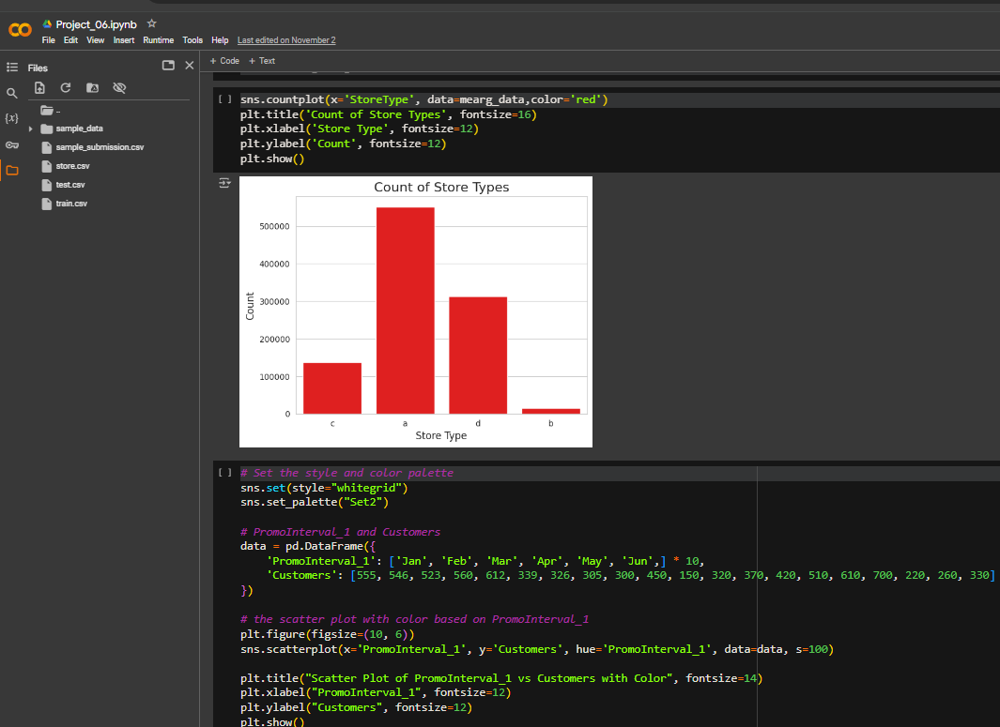 Project_06.ipynb
File Edit View Insert Runtime Tools Help Last edited on November 2
Files
+ Code + Text
..
sample_data
sample_submission.csv
store.csv
test.csv
train.csv
{x}
[ ] sns.countplot(x='StoreType', data=mearg_data,color='red')
plt.title('Count of Store Types', fontsize=16)
plt.xlabel('Store Type', fontsize=12)
plt.ylabel('Count', fontsize=12)
plt.show()
Count of Store Types
500000
400000
300000
200000
100000
0
Count
c a d b
Store Type
[ ] # Set the style and color palette
sns.set(style="whitegrid")
sns.set_palette("Set2")
# PromoInterval_1 and Customers
data = pd.DataFrame({
'PromoInterval_1': ['Jan', 'Feb', 'Mar', 'Apr', 'May', 'Jun',] * 10,
'Customers': [555, 546, 523, 560, 612, 339, 326, 305, 300, 450, 150, 320, 370, 420, 510, 610, 700, 220, 260, 330]
})
# the scatter plot with color based on PromoInterval_1
plt.figure(figsize=(10, 6))
sns.scatterplot(x='PromoInterval_1', y='Customers', hue='PromoInterval_1', data=data, s=100)
plt.title("Scatter Plot of PromoInterval_1 vs Customers with Color", fontsize=14)
plt.xlabel("PromoInterval_1", fontsize=12)
plt.ylabel("Customers", fontsize=12)
plt.show()